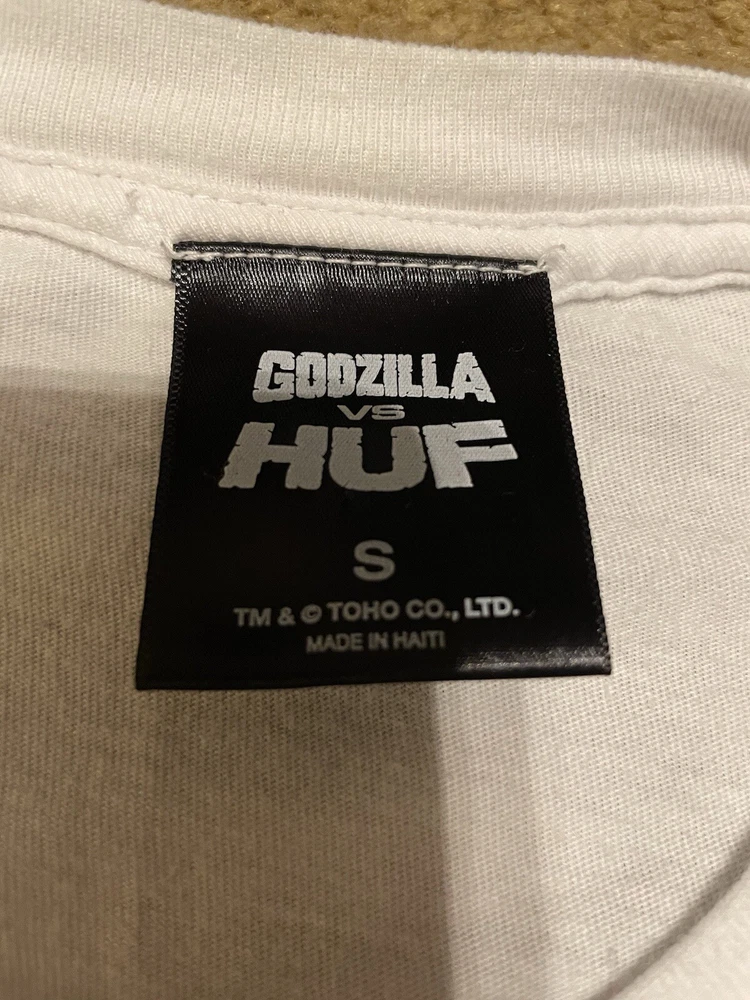 GODZILLA
VS
HUF
S
TM & © TOHO CO., LTD.
MADE IN HAITI